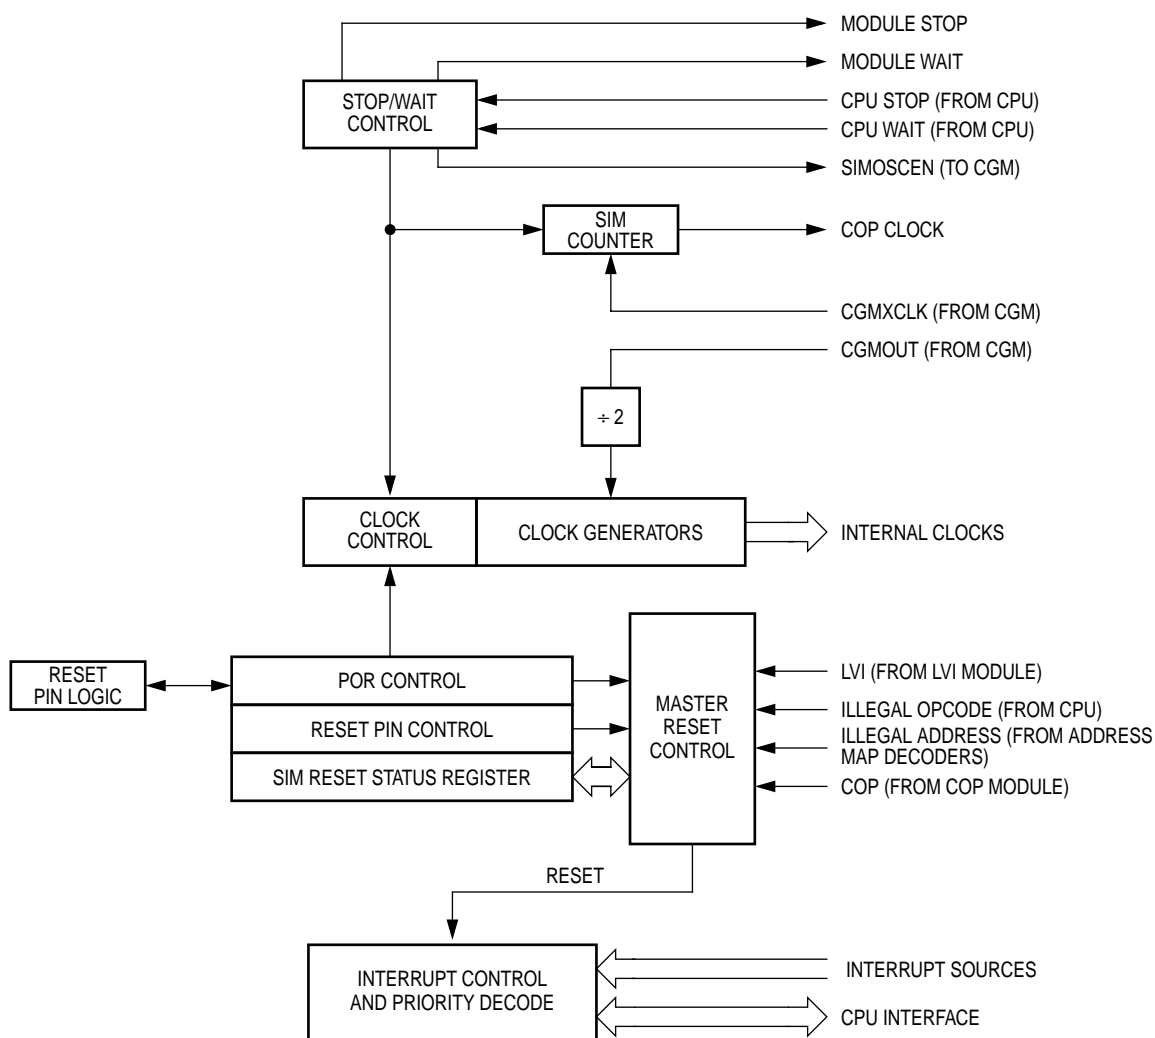 MODULE STOP
MODULE WAIT
STOP/WAIT
CONTROL
CPU STOP (FROM CPU)
CPU WAIT (FROM CPU)
SIMOSCEN (TO CGM)
SIM
COUNTER
COP CLOCK
CGMXCLK (FROM CGM)
CGMOUT (FROM CGM)
÷ 2
CLOCK
CONTROL
CLOCK GENERATORS
INTERNAL CLOCKS
RESET
PIN LOGIC
POR CONTROL
RESET PIN CONTROL
SIM RESET STATUS REGISTER
MASTER
RESET
CONTROL
LVI (FROM LVI MODULE)
ILLEGAL OPCODE (FROM CPU)
ILLEGAL ADDRESS (FROM ADDRESS
MAP DECODERS)
COP (FROM COP MODULE)
RESET
INTERRUPT CONTROL
AND PRIORITY DECODE
INTERRUPT SOURCES
CPU INTERFACE